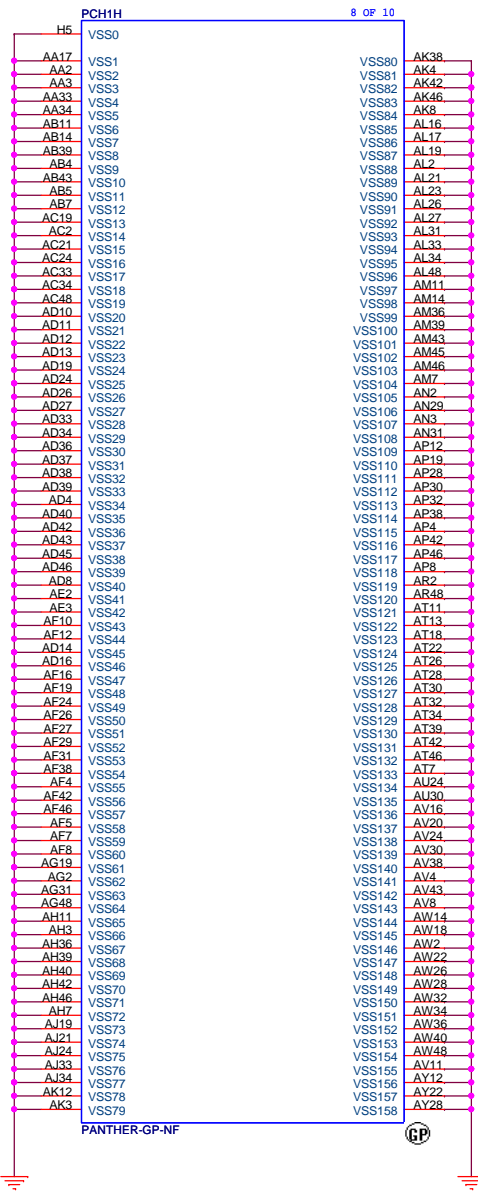 PCH1H 8 OF 10
H5 VSS0
AA17 VSS1 VSS80 AK38
AA2 VSS2 VSS81 AK4
AA3 VSS3 VSS82 AK42
AA33 VSS4 VSS83 AK46
AA34 VSS5 VSS84 AK8
AB11 VSS6 VSS85 AL16
AB14 VSS7 VSS86 AL17
AB39 VSS8 VSS87 AL19
AB4 VSS9 VSS88 AL2
AB43 VSS10 VSS89 AL21
AB5 VSS11 VSS90 AL23
AB7 VSS12 VSS91 AL26
AC19 VSS13 VSS92 AL27
AC2 VSS14 VSS93 AL31
AC21 VSS15 VSS94 AL33
AC24 VSS16 VSS95 AL34
AC33 VSS17 VSS96 AL48
AC34 VSS18 VSS97 AM11
AC48 VSS19 VSS98 AM14
AD10 VSS20 VSS99 AM36
AD11 VSS21 VSS100 AM39
AD12 VSS22 VSS101 AM43
AD13 VSS23 VSS102 AM45
AD19 VSS24 VSS103 AM46
AD24 VSS25 VSS104 AM7
AD26 VSS26 VSS105 AN2
AD27 VSS27 VSS106 AN29
AD33 VSS28 VSS107 AN3
AD34 VSS29 VSS108 AN31
AD36 VSS30 VSS109 AP12
AD37 VSS31 VSS110 AP19
AD38 VSS32 VSS111 AP28
AD39 VSS33 VSS112 AP30
AD4 VSS34 VSS113 AP32
AD40 VSS35 VSS114 AP38
AD42 VSS36 VSS115 AP4
AD43 VSS37 VSS116 AP42
AD45 VSS38 VSS117 AP46
AD46 VSS39 VSS118 AP8
AD8 VSS40 VSS119 AR2
AE2 VSS41 VSS120 AR48
AE3 VSS42 VSS121 AT11
AF10 VSS43 VSS122 AT13
AF12 VSS44 VSS123 AT18
AD14 VSS45 VSS124 AT22
AD16 VSS46 VSS125 AT26
AF16 VSS47 VSS126 AT28
AF19 VSS48 VSS127 AT30
AF24 VSS49 VSS128 AT32
AF26 VSS50 VSS129 AT34
AF27 VSS51 VSS130 AT39
AF29 VSS52 VSS131 AT42
AF31 VSS53 VSS132 AT46
AF38 VSS54 VSS133 AT7
AF4 VSS55 VSS134 AU24
AF42 VSS56 VSS135 AU30
AF46 VSS57 VSS136 AV16
AF5 VSS58 VSS137 AV20
AF7 VSS59 VSS138 AV24
AF8 VSS60 VSS139 AV30
AG19 VSS61 VSS140 AV38
AG2 VSS62 VSS141 AV4
AG31 VSS63 VSS142 AV43
AG48 VSS64 VSS143 AV8
AH11 VSS65 VSS144 AW14
AH3 VSS66 VSS145 AW18
AH36 VSS67 VSS146 AW2
AH39 VSS68 VSS147 AW22
AH40 VSS69 VSS148 AW26
AH42 VSS70 VSS149 AW28
AH46 VSS71 VSS150 AW32
AH7 VSS72 VSS151 AW34
AJ19 VSS73 VSS152 AW36
AJ21 VSS74 VSS153 AW40
AJ24 VSS75 VSS154 AW48
AJ33 VSS76 VSS155 AV11
AJ34 VSS77 VSS156 AY12
AK12 VSS78 VSS157 AY22
AK3 VSS79 VSS158 AY28
PANTHER-GP-NF GP